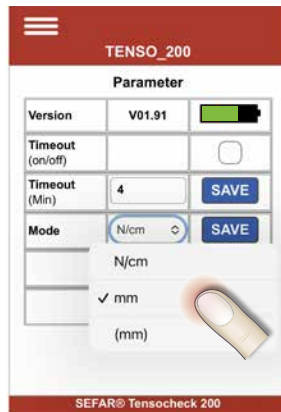 TENSO_200
Parameter
Version V01.91
Timeout
(on/off)
Timeout
(Min) 4 SAVE
Mode N/cm SAVE
N/cm
✓ mm
(mm)
SEFAR® Tensocheck 200